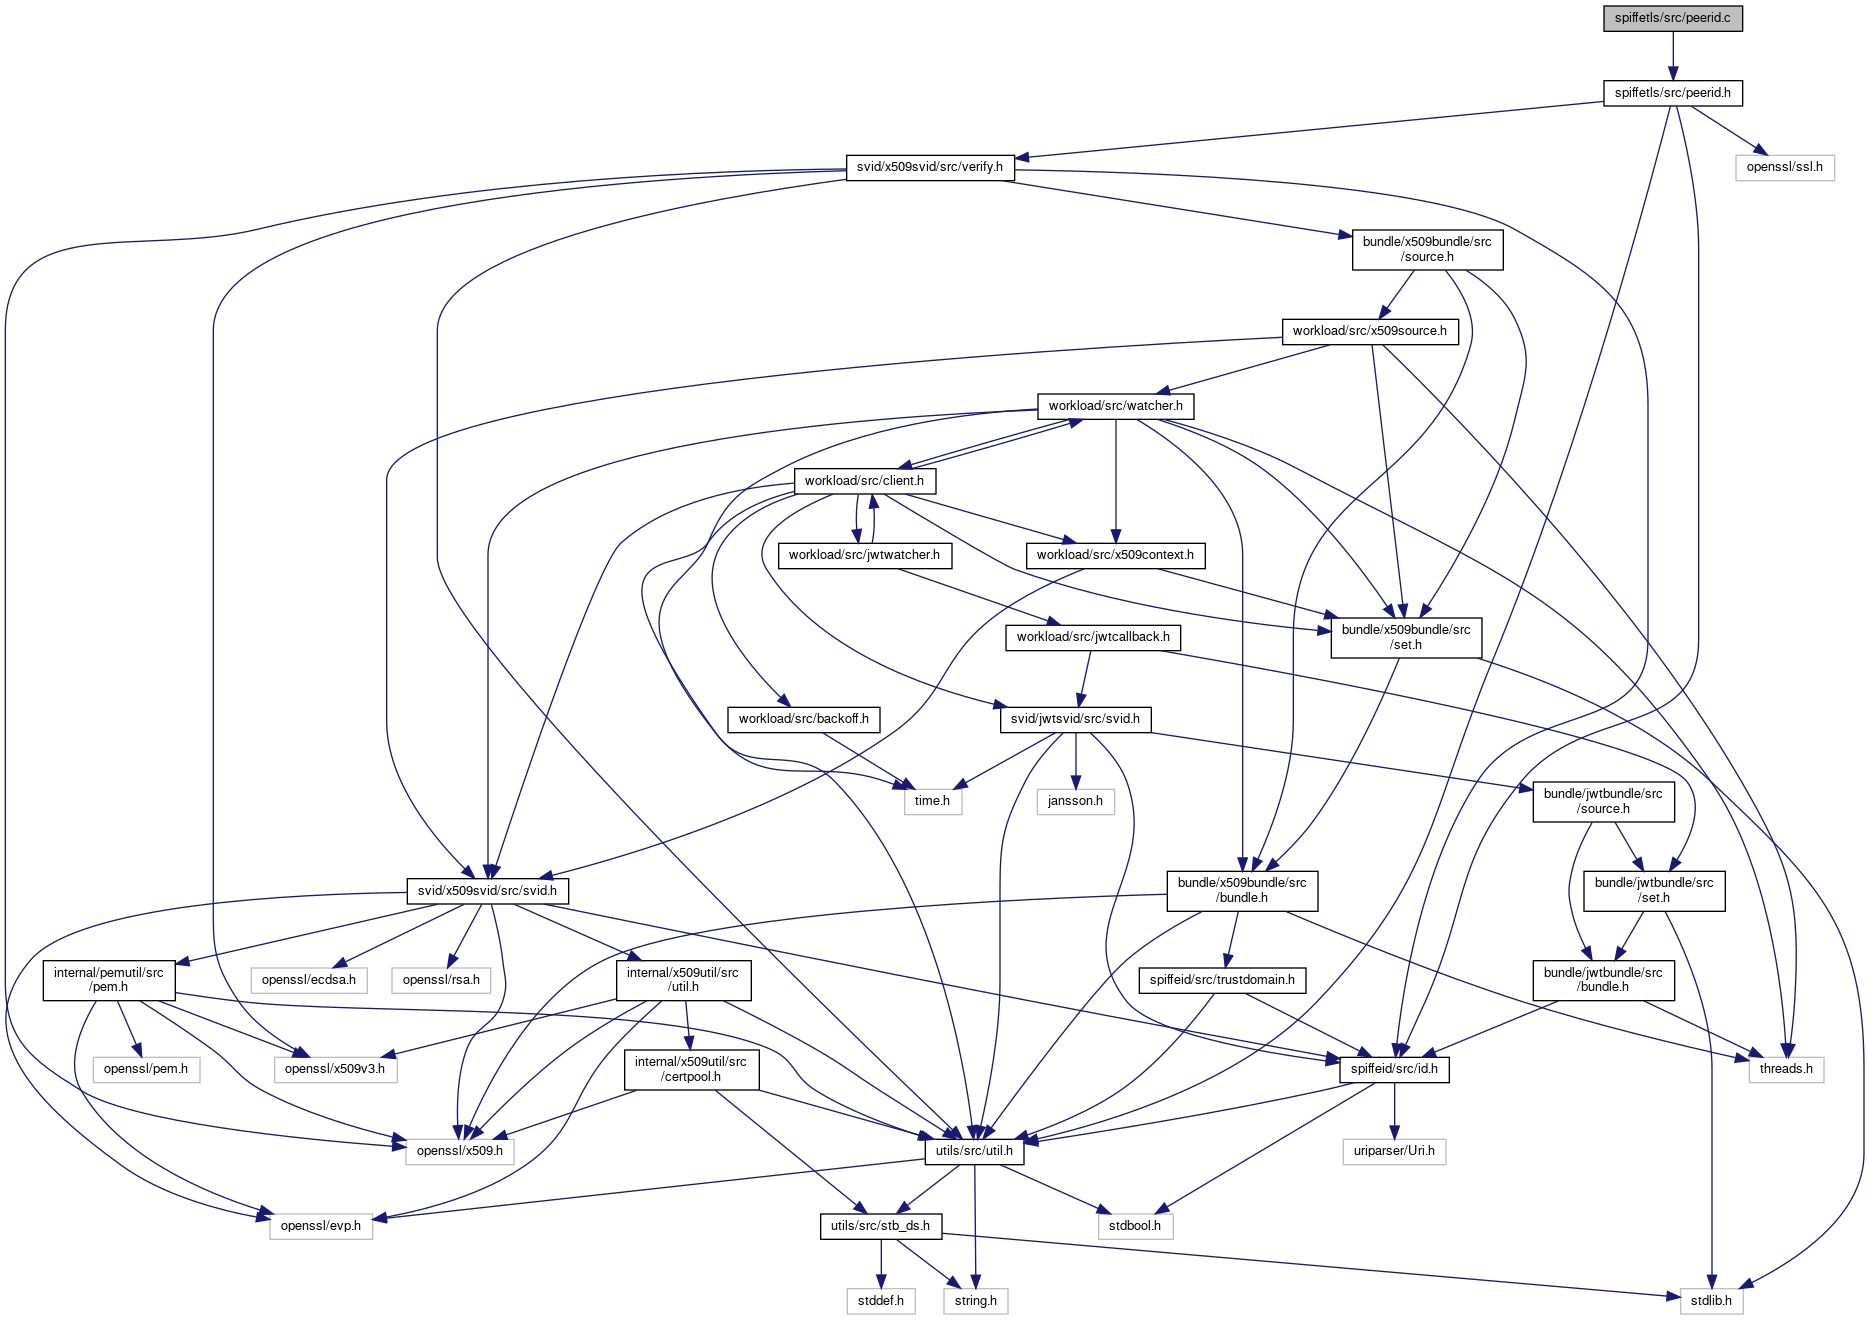 spiffetls/src/peerid.c
spiffetls/src/peerid.h
svid/x509svid/src/verify.h
openssl/ssl.h
bundle/x509bundle/src
/source.h
workload/src/x509source.h
workload/src/watcher.h
workload/src/client.h
workload/src/jwtwatcher.h
workload/src/x509context.h
workload/src/jwtcallback.h
bundle/x509bundle/src
/set.h
workload/src/backoff.h
svid/jwtsvid/src/svid.h
time.h
jansson.h
bundle/jwtbundle/src
/source.h
svid/x509svid/src/svid.h
bundle/x509bundle/src
/bundle.h
bundle/jwtbundle/src
/set.h
internal/pemutil/src
/pem.h
openssl/ecdsa.h
openssl/rsa.h
internal/x509util/src
/util.h
spiffeid/src/trustdomain.h
bundle/jwtbundle/src
/bundle.h
openssl/pem.h
openssl/x509v3.h
internal/x509util/src
/certpool.h
spiffeid/src/id.h
threads.h
openssl/x509.h
utils/src/util.h
uriparser/Uri.h
openssl/evp.h
utils/src/stb_ds.h
stdbool.h
stddef.h
string.h
stdlib.h